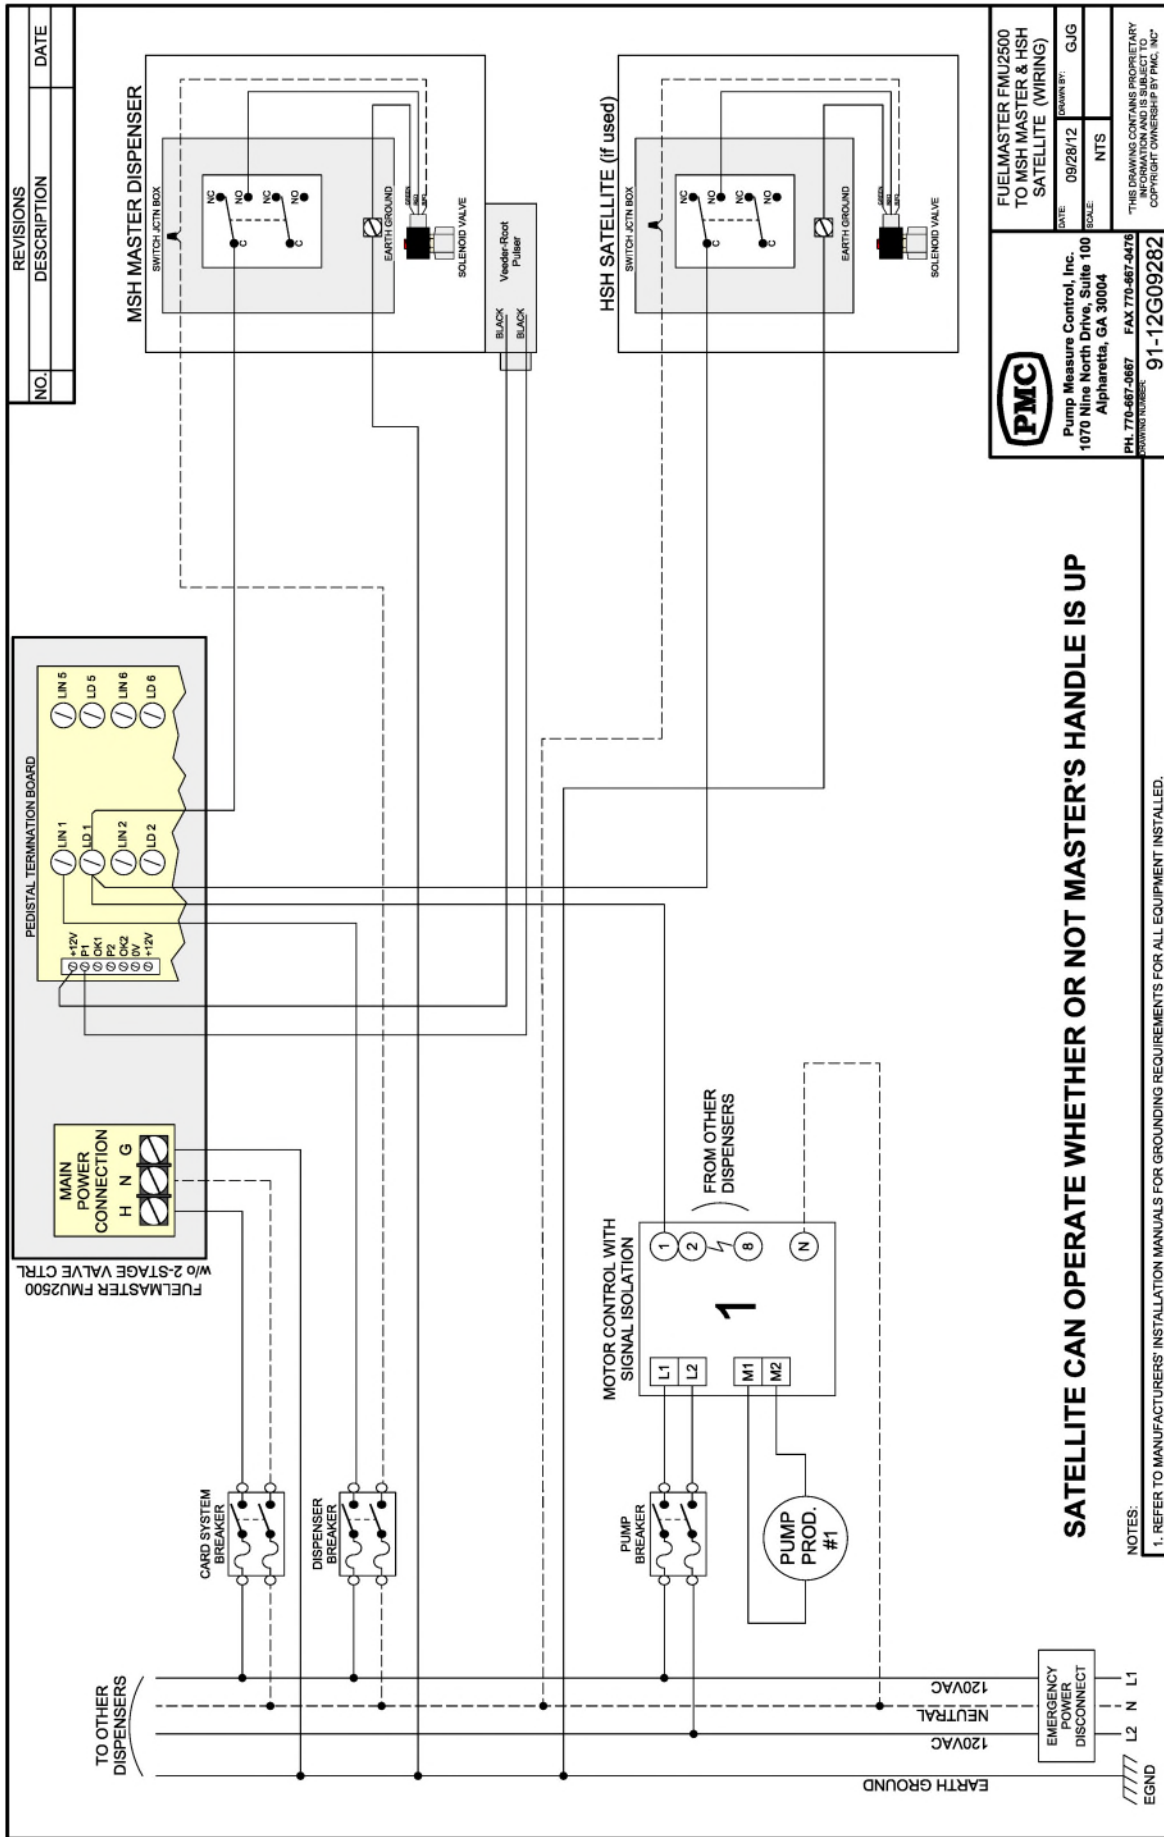 REVISIONS
NO. DESCRIPTION DATE
FUELMASTER FMU2500
w/o 2-STAGE VALVE CTRL
MAIN
POWER
CONNECTION
H N G
PEDISTAL TERMNATION BOARD
+12V
P1
OK1
P2
OK2
0V
+12V
LIN 1
LD 1
LIN 2
LD 2
LIN 5
LD 5
LIN 6
LD 6
MSH MASTER DISPENSER
SWITCH JCTN BOX
NC
NO
NC
NO
C
C
EARTH GROUND
GREEN
RED
RED
SOLENOID VALVE
BLACK
BLACK
Veeder-Root
Pulser
HSH SATELLITE (if used)
SWITCH JCTN BOX
NC
NO
NC
NO
C
C
EARTH GROUND
SOLENOID VALVE
TO OTHER
DISPENSERS
CARD SYSTEM
BREAKER
DISPENSER
BREAKER
PUMP
BREAKER
MOTOR CONTROL WITH
SIGNAL ISOLATION
L1
L2
M1
M2
1
1
2
8
N
FROM OTHER
DISPENSERS
PUMP
PROD.
#1
120VAC
NEUTRAL
120VAC
EARTH GROUND
EMERGENCY
POWER
DISCONNECT
L1
N
L2
EGND
SATELLITE CAN OPERATE WHETHER OR NOT MASTER'S HANDLE IS UP
NOTES:
1. REFER TO MANUFACTURERS' INSTALLATION MANUALS FOR GROUNDING REQUIREMENTS FOR ALL EQUIPMENT INSTALLED.
PMC
Pump Measure Control, Inc.
1070 Nine North Drive, Suite 100
Alpharetta, GA 30004
PH. 770-667-0667 FAX 770-667-0476
DRAWING NUMBER:
91-12G09282
FUELMASTER FMU2500
TO MSH MASTER & HSH
SATELLITE (WIRING)
DATE: 09/28/12
DRAWN BY: GJG
SCALE: NTS
"THIS DRAWING CONTAINS PROPRIETARY
INFORMATION AND IS SUBJECT TO
COPYRIGHT OWNERSHIP BY PMC, INC"